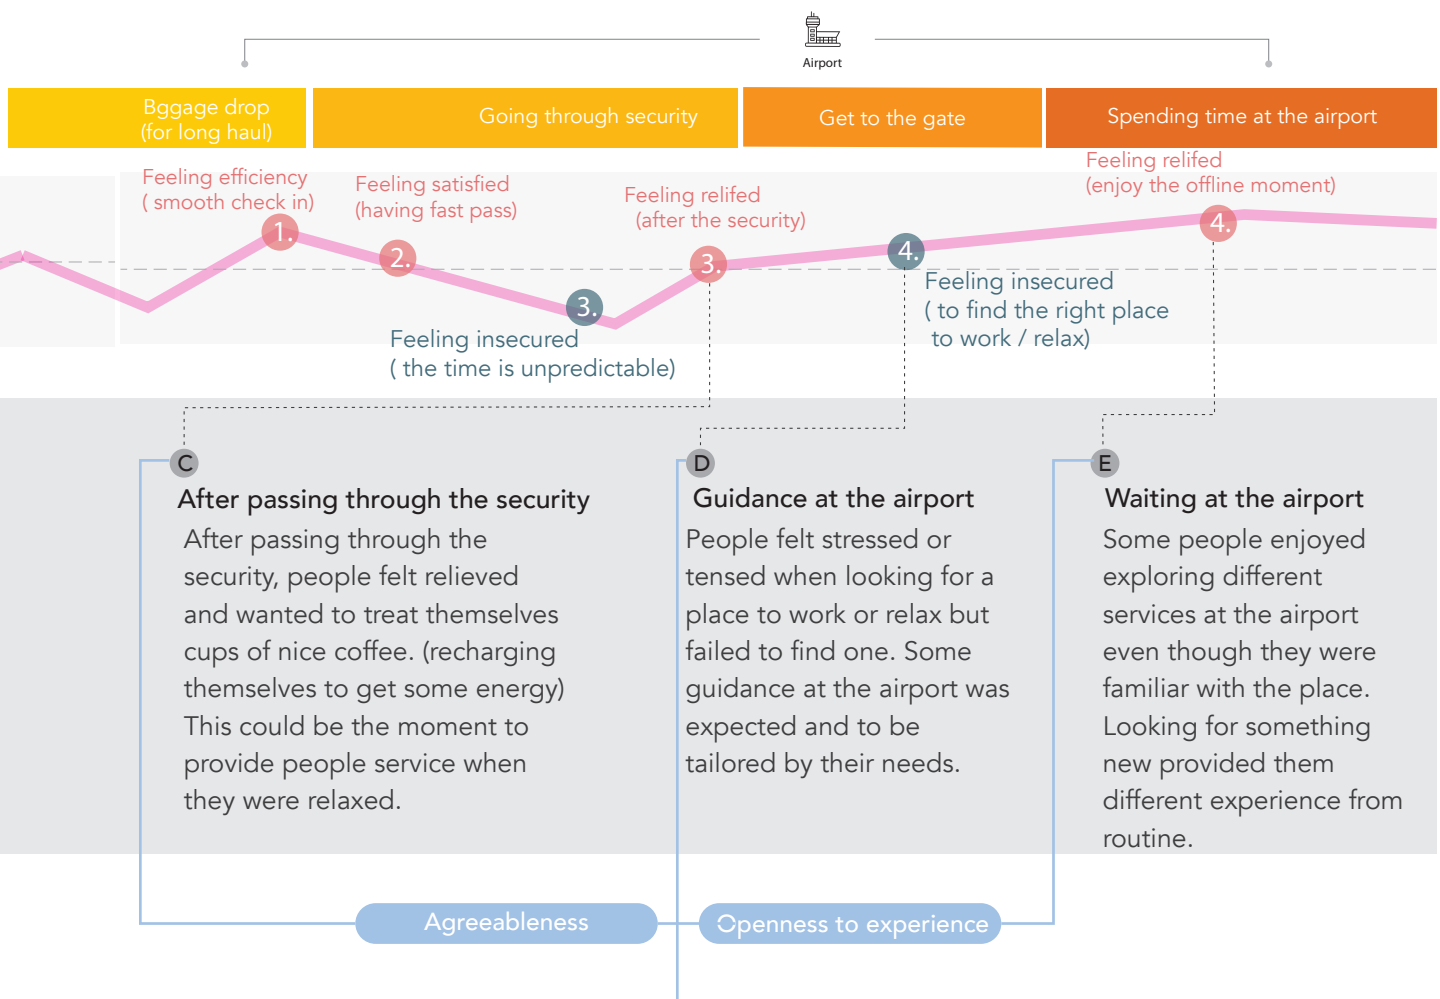 Airport
Bggage drop
(for long haul)
Going through security
Get to the gate
Spending time at the airport
Feeling efficiency
( smooth check in)
Feeling satisfied
(having fast pass)
Feeling relifed
(after the security)
Feeling relifed
(enjoy the offline moment)
1.
2.
3.
3.
4.
4.
Feeling insecured
( the time is unpredictable)
Feeling insecured
( to find the right place
to work / relax)
C
After passing through the security
After passing through the
security, people felt relieved
and wanted to treat themselves
cups of nice coffee. (recharging
themselves to get some energy)
This could be the moment to
provide people service when
they were relaxed.
D
Guidance at the airport
People felt stressed or
tensed when looking for a
place to work or relax but
failed to find one. Some
guidance at the airport was
expected and to be
tailored by their needs.
E
Waiting at the airport
Some people enjoyed
exploring different
services at the airport
even though they were
familiar with the place.
Looking for something
new provided them
different experience from
routine.
Agreeableness
Openness to experience